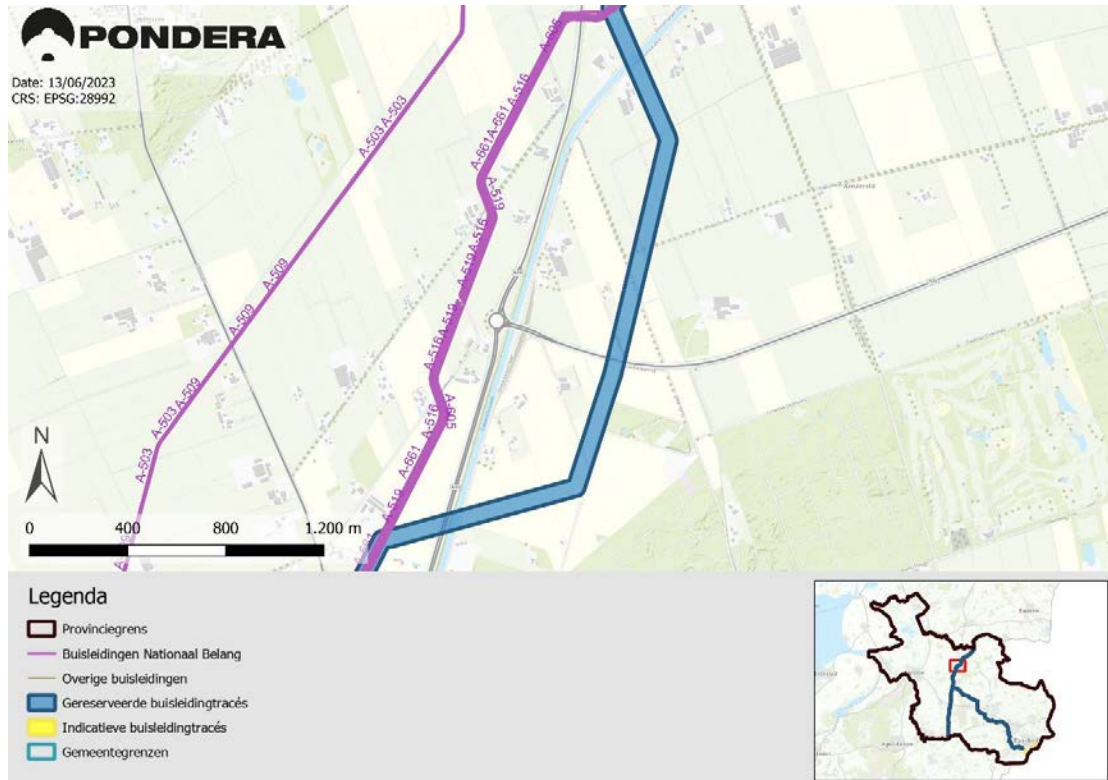 PONDERA
Date: 13/06/2023
CRS: EPSG:28992
A-605
A-516
A-661
A-661
A-519
A-516
A-519
A-519
A-516
A-605
A-516
A-661
A-519
A-661
A-503
A-503
A-509
A-509
A-509
A-503
A-503
N
0 400 800 1.200 m
Legenda
Provinciegrens
Buisleidingen Nationaal Belang
Overige buisleidingen
Gereserveerde buisleidingtracés
Indicatieve buisleidingtracés
Gemeentegrenzen